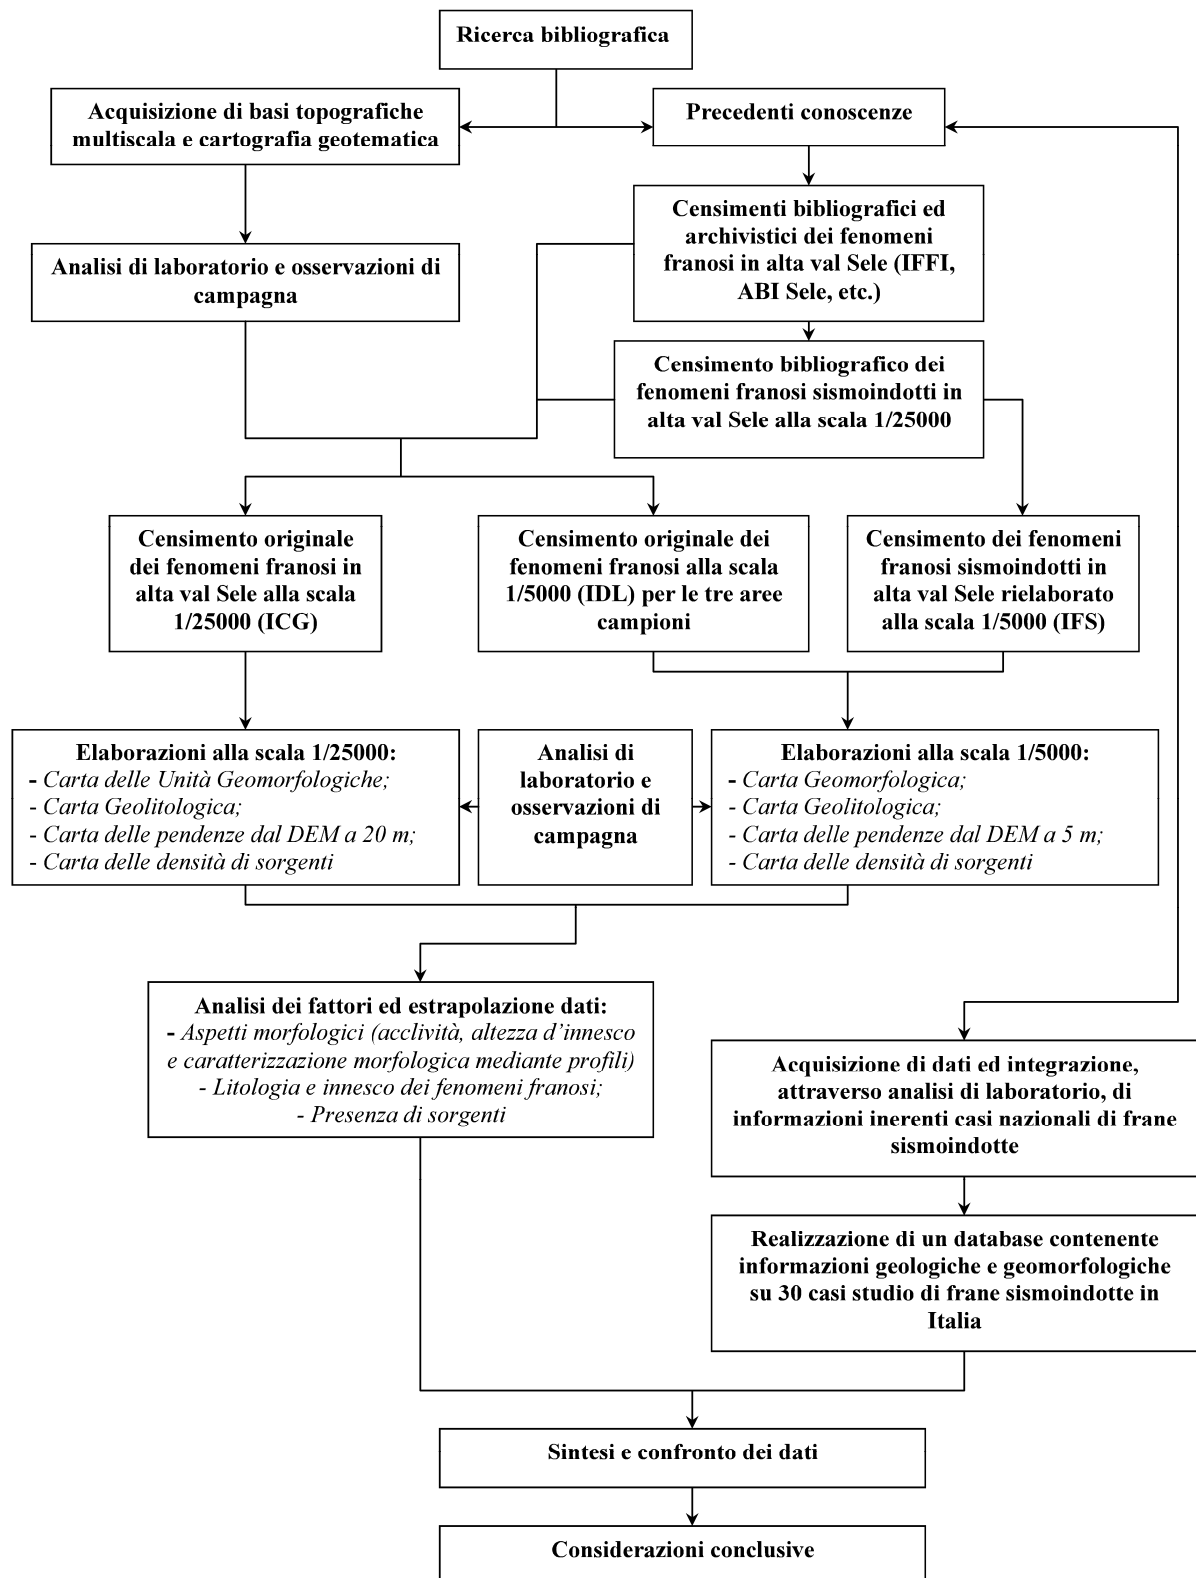 Ricerca bibliografica
Acquisizione di basi topografiche
multiscala e cartografia geotematica
Precedenti conoscenze
Censimenti bibliografici ed
archivistici dei fenomeni
franosi in alta val Sele (IFFI,
ABI Sele, etc.)
Analisi di laboratorio e osservazioni di
campagna
Censimento bibliografico dei
fenomeni franosi sismoindotti in
alta val Sele alla scala 1/25000
Censimento originale
dei fenomeni franosi in
alta val Sele alla scala
1/25000 (ICG)
Censimento originale dei
fenomeni franosi alla scala
1/5000 (IDL) per le tre aree
campioni
Censimento dei fenomeni
franosi sismoindotti in
alta val Sele rielaborato
alla scala 1/5000 (IFS)
Elaborazioni alla scala 1/25000:
- Carta delle Unità Geomorfologiche;
- Carta Geolitologica;
- Carta delle pendenze dal DEM a 20 m;
- Carta delle densità di sorgenti
Analisi di
laboratorio e
osservazioni di
campagna
Elaborazioni alla scala 1/5000:
- Carta Geomorfologica;
- Carta Geolitologica;
- Carta delle pendenze dal DEM a 5 m;
- Carta delle densità di sorgenti
Analisi dei fattori ed estrapolazione dati:
- Aspetti morfologici (acclività, altezza d'innesco
e caratterizzazione morfologica mediante profili)
- Litologia e innesco dei fenomeni franosi;
- Presenza di sorgenti
Acquisizione di dati ed integrazione,
attraverso analisi di laboratorio, di
informazioni inerenti casi nazionali di frane
sismoindotte
Realizzazione di un database contenente
informazioni geologiche e geomorfologiche
su 30 casi studio di frane sismoindotte in
Italia
Sintesi e confronto dei dati
Considerazioni conclusive